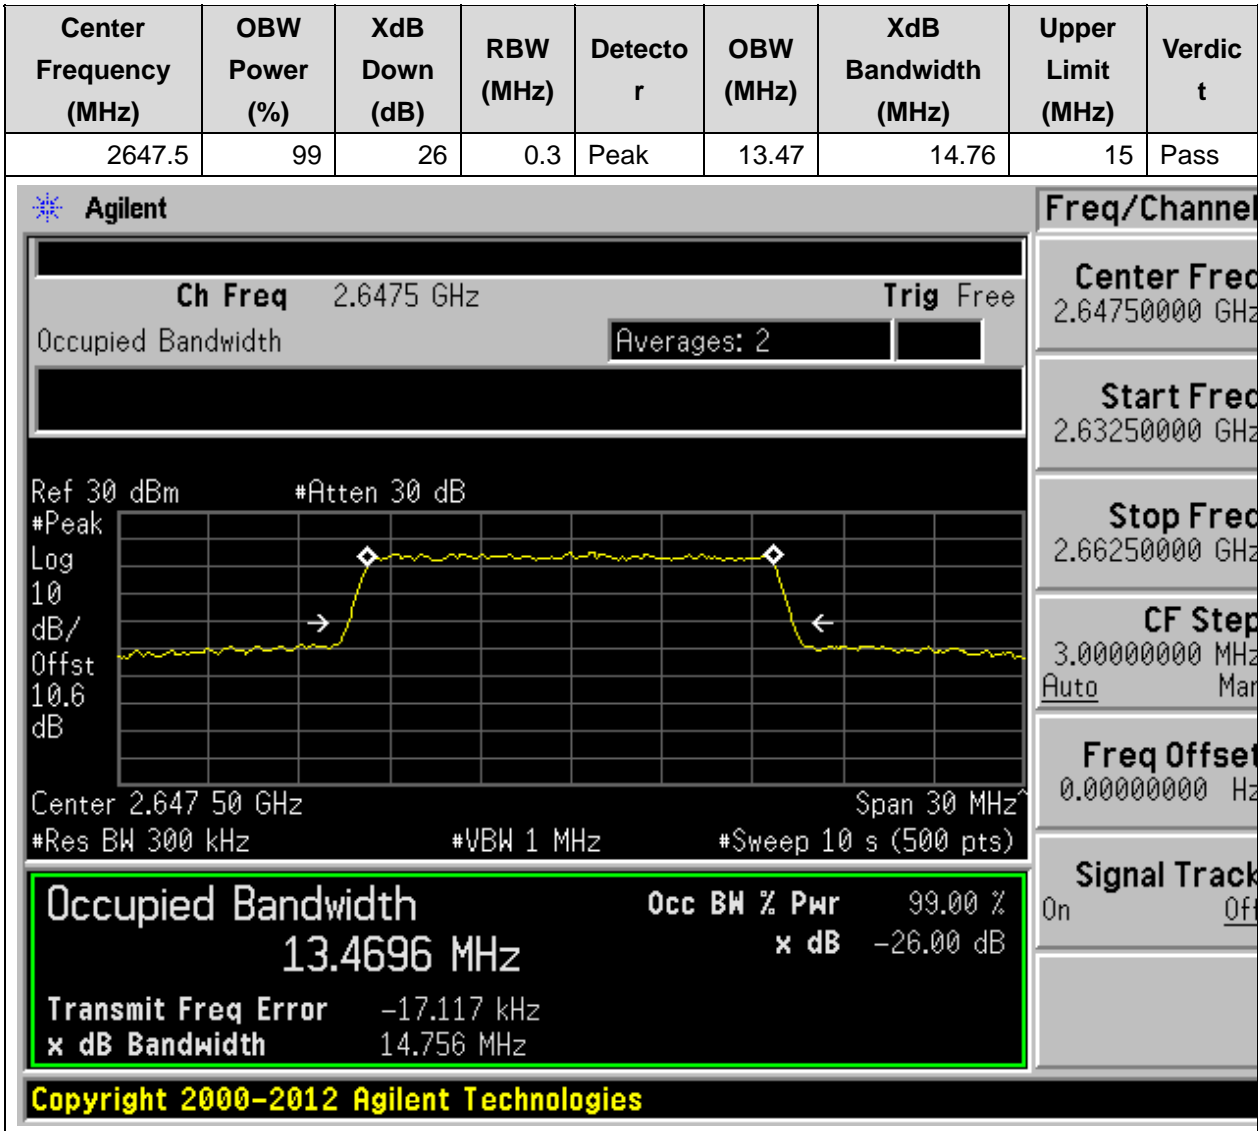 Center Frequency (MHz) OBW Power (%) XdB Down (dB) RBW (MHz) Detecto r OBW (MHz) XdB Bandwidth (MHz) Upper Limit (MHz) Verdic t
2647.5 99 26 0.3 Peak 13.47 14.76 15 Pass
Agilent
Ch Freq 2.6475 GHz Trig Free
Occupied Bandwidth Averages: 2
Ref 30 dBm #Atten 30 dB
#Peak
Log
10
dB/
Offst
10.6
dB
Center 2.647 50 GHz Span 30 MHz^
#Res BW 300 kHz #VBW 1 MHz #Sweep 10 s (500 pts)
Occupied Bandwidth Occ BW % Pwr 99.00 %
13.4696 MHz x dB -26.00 dB
Transmit Freq Error -17.117 kHz
x dB Bandwidth 14.756 MHz
Copyright 2000-2012 Agilent Technologies
Freq/Channel
Center Freq
2.64750000 GHz
Start Freq
2.63250000 GHz
Stop Freq
2.66250000 GHz
CF Step
3.00000000 MHz
Auto Man
Freq Offset
0.00000000 Hz
Signal Track
On Off